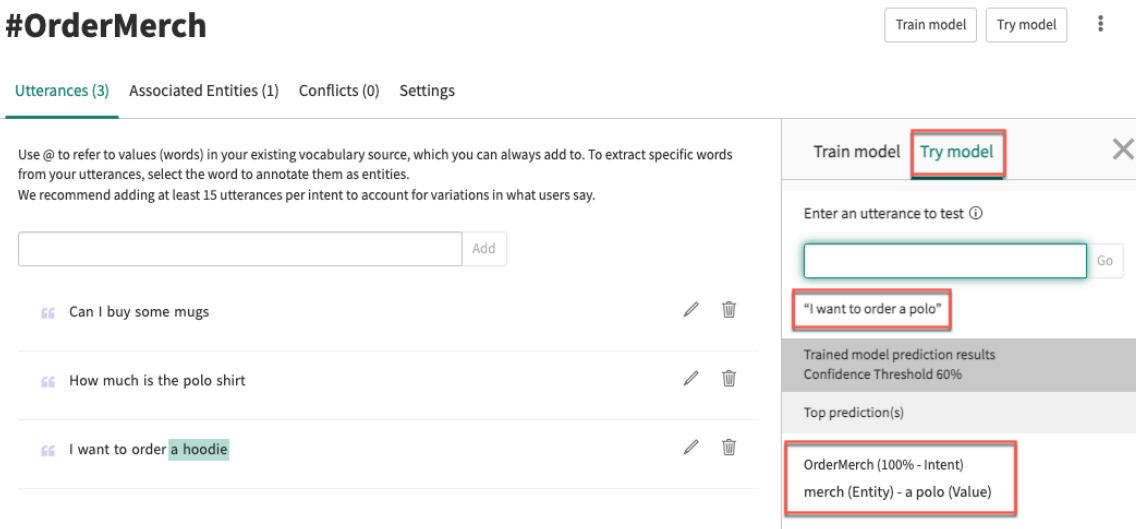 #OrderMerch
Train model
Try model
Utterances (3)
Associated Entities (1)
Conflicts (0)
Settings
Use @ to refer to values (words) in your existing vocabulary source, which you can always add to. To extract specific words
from your utterances, select the word to annotate them as entities.
We recommend adding at least 15 utterances per intent to account for variations in what users say.
Add
Can I buy some mugs
How much is the polo shirt
I want to order a hoodie
Train model
Try model
Enter an utterance to test
Go
“I want to order a polo”
Trained model prediction results
Confidence Threshold 60%
Top prediction(s)
OrderMerch (100% - Intent)
merch (Entity) - a polo (Value)